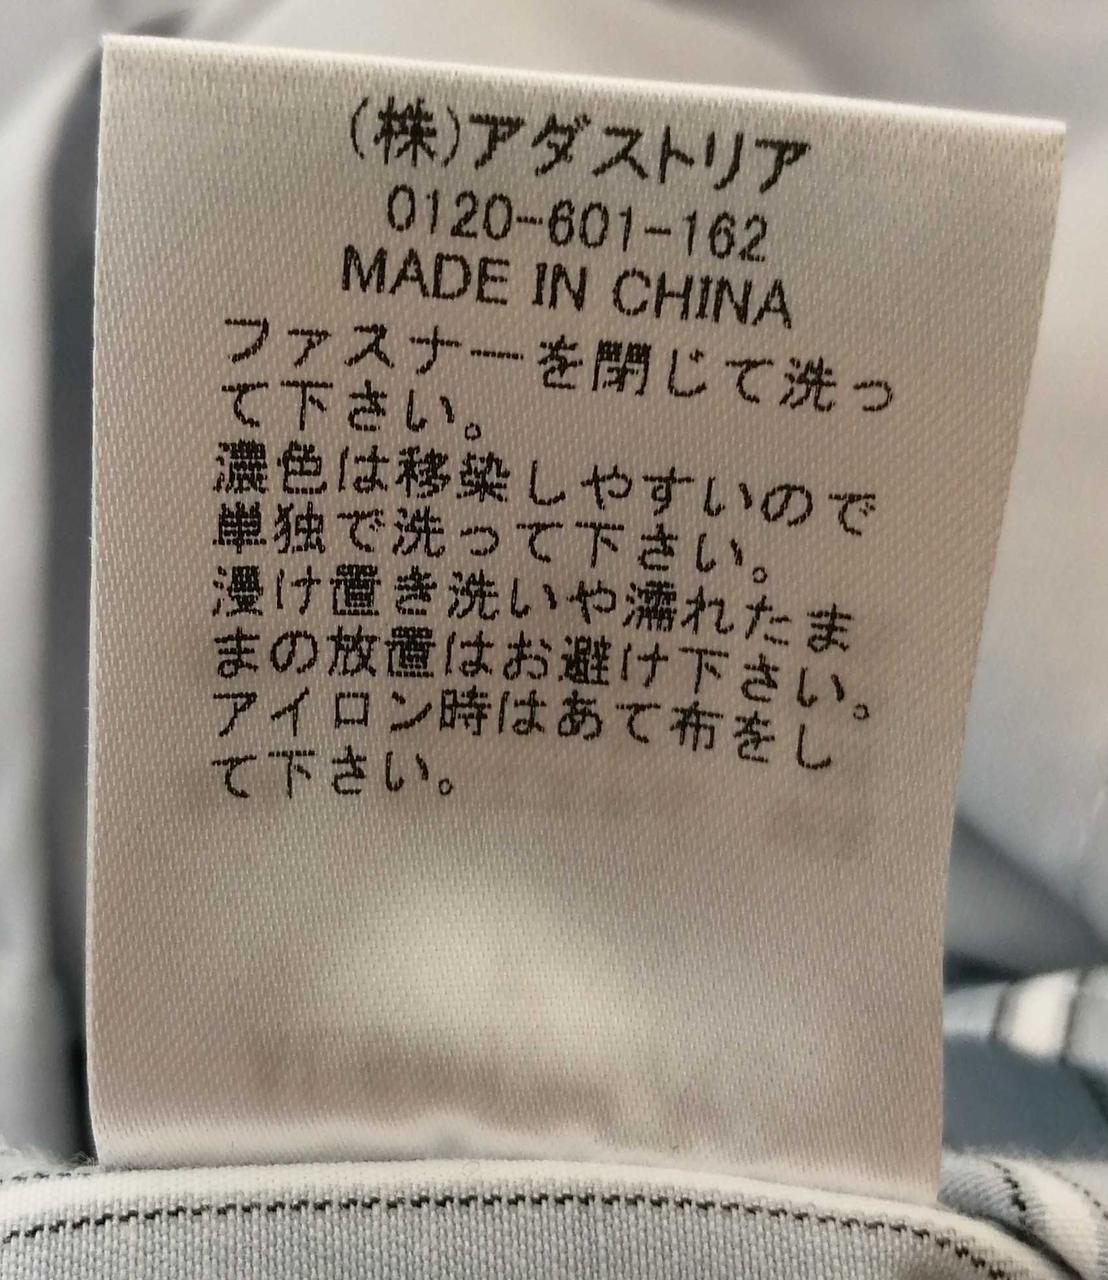 (株)アダストリア
0120-601-162
MADE IN CHINA
ファスナーを閉じて洗っ
て下さい。
濃色は移染しやすいので
単独で洗って下さい。
浸け置き洗いや濡れたま
まの放置はお避け下さい。
アイロン時はあて布をし
て下さい。